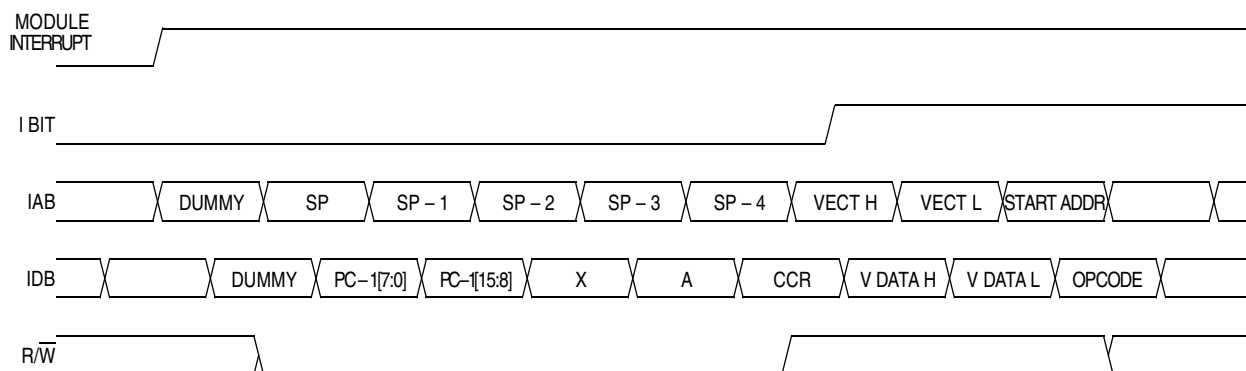 MODULE
INTERRUPT
I BIT
IAB DUMMY SP SP – 1 SP – 2 SP – 3 SP – 4 VECT H VECT L START ADDR
IDB DUMMY PC – 1[7:0] PC–1[15:8] X A CCR V DATA H V DATA L OPCODE
R/W̅